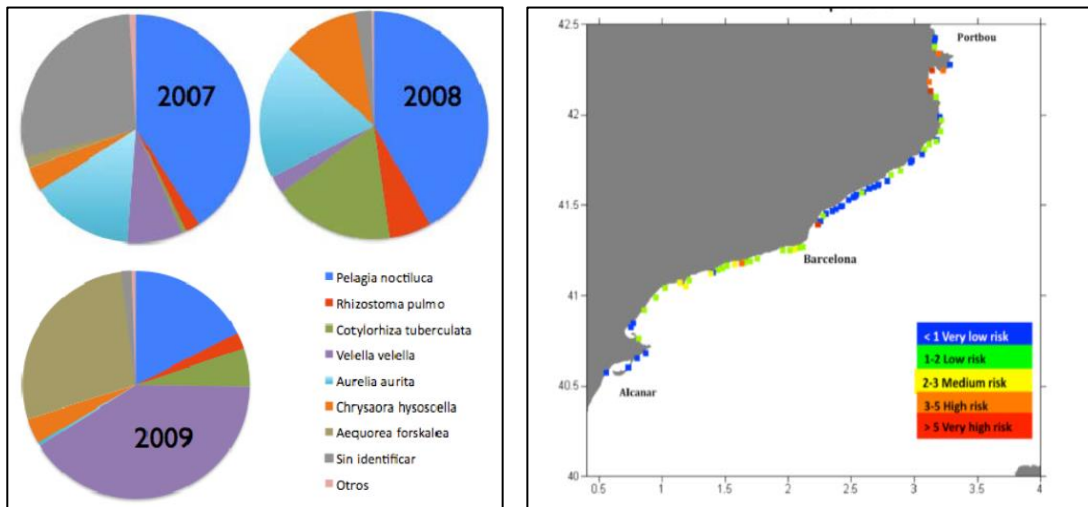 2007
2008
2009
Pelagia noctiluca
Rhizostoma pulmo
Cotylorhiza tuberculata
Velella velella
Aurelia aurita
Chrysaora hysoscella
Aequorea forskalea
Sin identificar
Otros
42.5
42
41.5
41
40.5
40
0.5
1
1.5
2
2.5
3
3.5
4
Portbou
Barcelona
Alcanar
< 1 Very low risk
1-2 Low risk
2-3 Medium risk
3-5 High risk
> 5 Very high risk